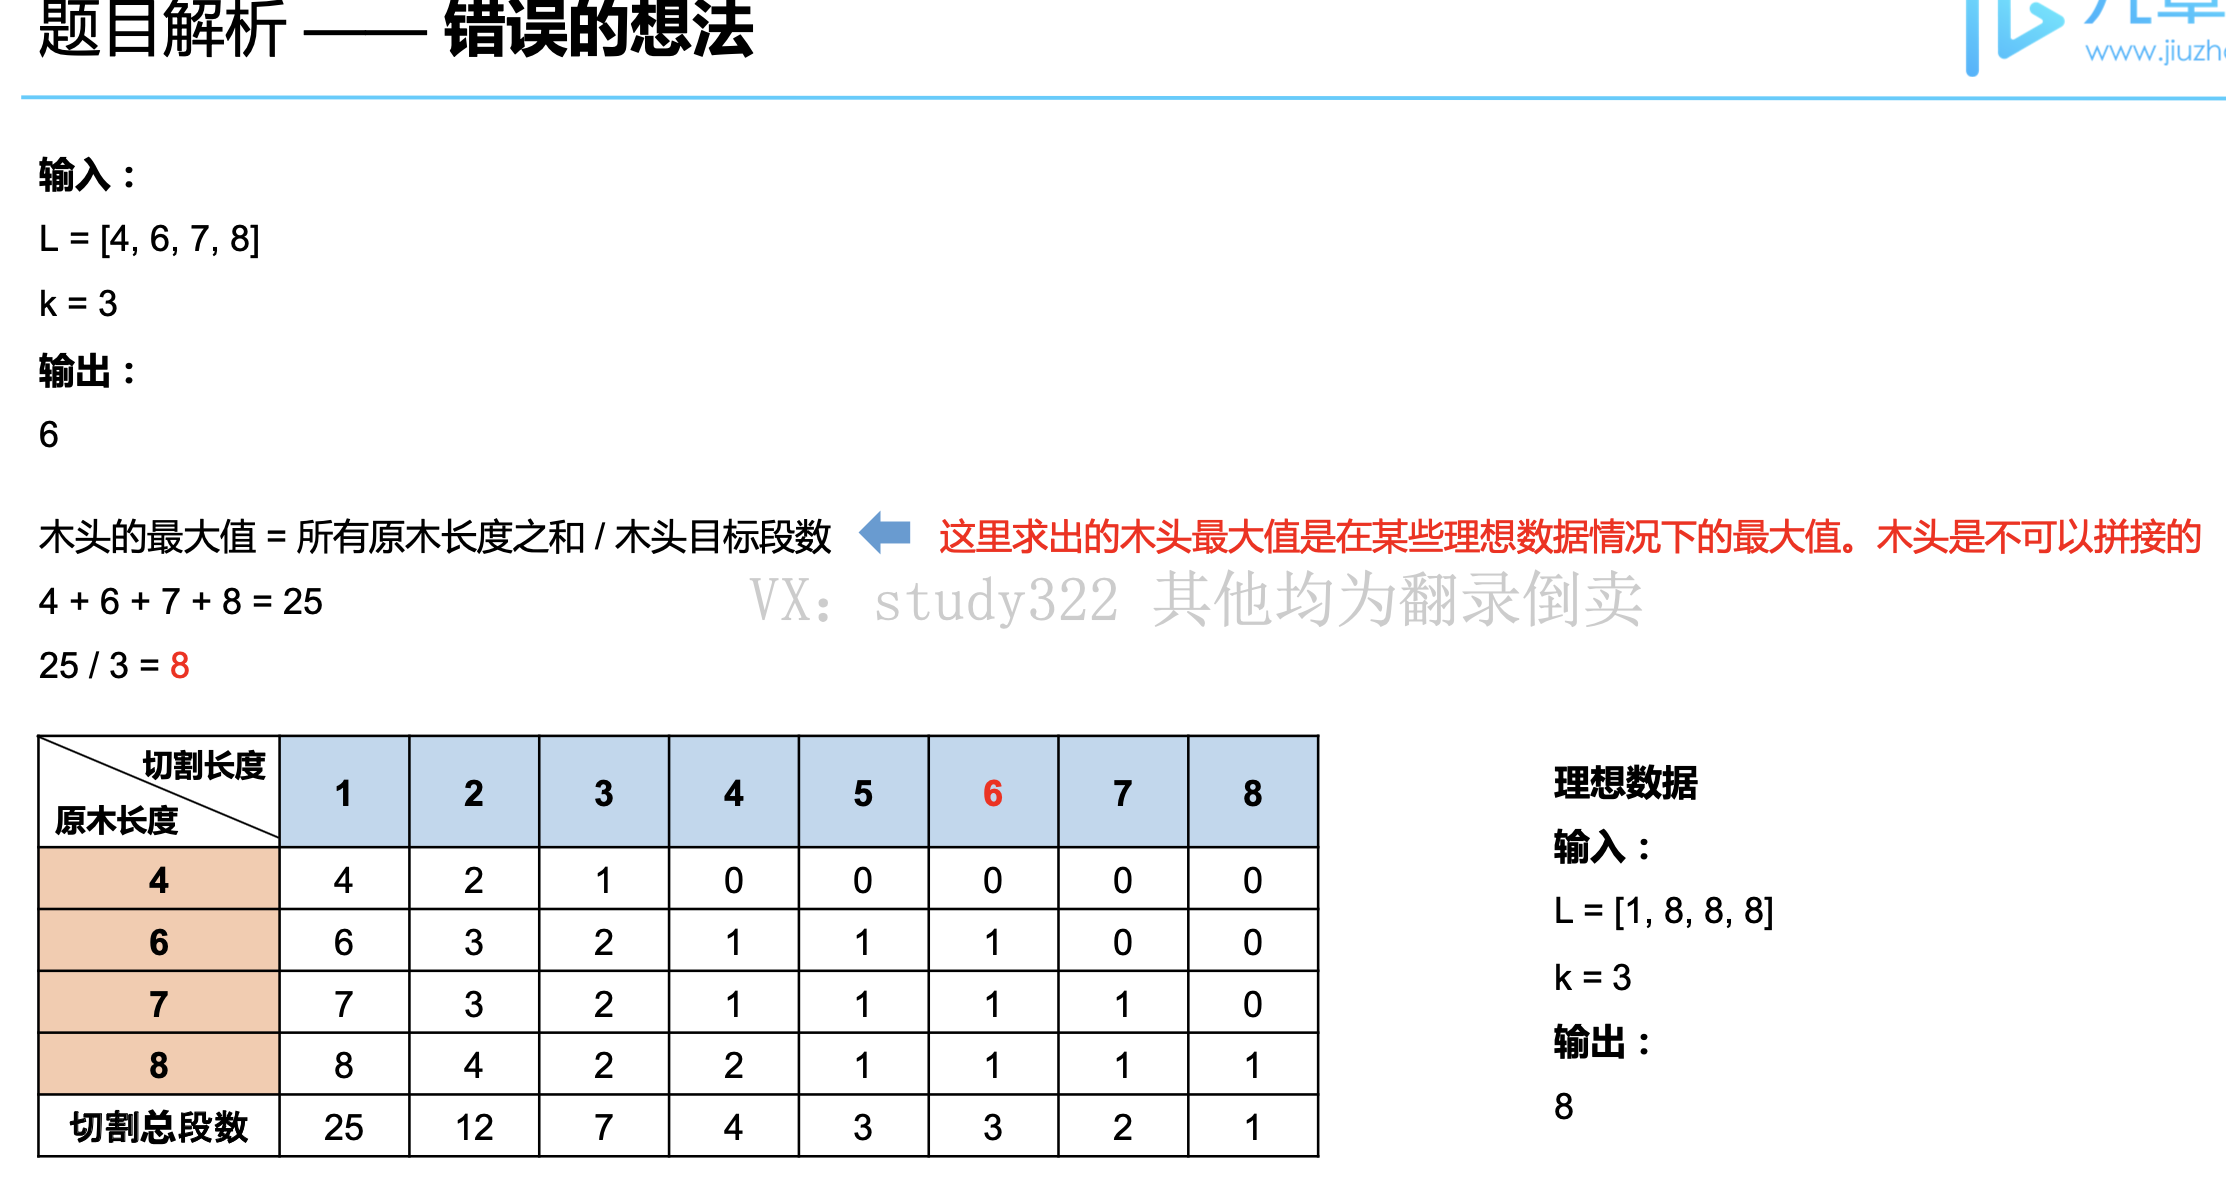 题目解析 —— 错误的想法
www.jiuzh
输入：
L = [4, 6, 7, 8]
k = 3
输出：
6
木头的最大值 = 所有原木长度之和 / 木头目标段数
这里求出的木头最大值是在某些理想数据情况下的最大值。木头是不可以拼接的
4 + 6 + 7 + 8 = 25
VX: study322 其他均为翻录倒卖
25 / 3 = 8
切割长度
原木长度
1 2 3 4 5 6 7 8
4 4 2 1 0 0 0 0 0
6 6 3 2 1 1 1 0 0
7 7 3 2 1 1 1 1 0
8 8 4 2 2 1 1 1 1
切割总段数 25 12 7 4 3 3 2 1
理想数据
输入：
L = [1, 8, 8, 8]
k = 3
输出：
8